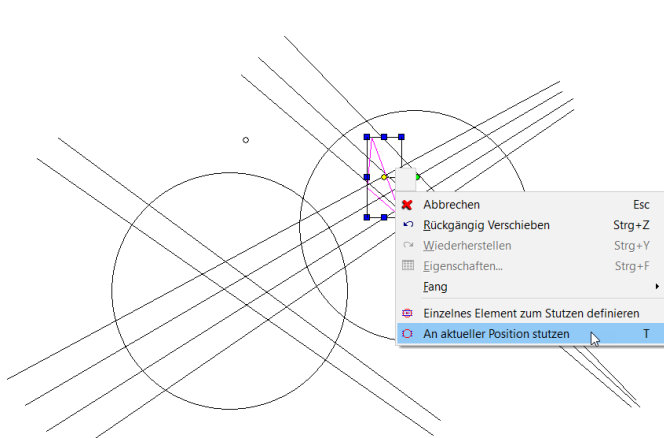 Abbrechen Esc
Rückgängig Verschieben Strg+Z
Wiederherstellen Strg+Y
Eigenschaften... Strg+F
Fang
Einzelnes Element zum Stutzen definieren
An aktueller Position stutzen T